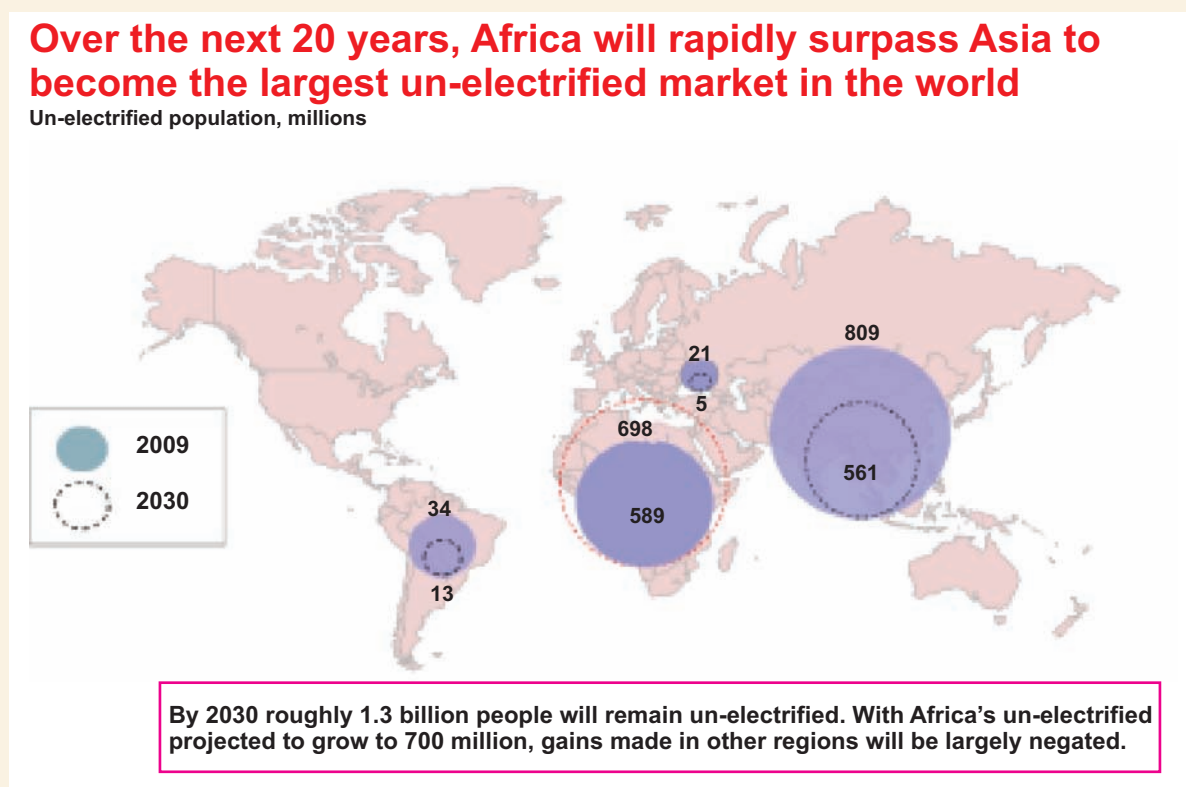 Over the next 20 years, Africa will rapidly surpass Asia to
become the largest un-electrified market in the world
Un-electrified population, millions
809
21
5
698
2009
561
2030
34
589
13
By 2030 roughly 1.3 billion people will remain un-electrified. With Africa's un-electrified
projected to grow to 700 million, gains made in other regions will be largely negated.